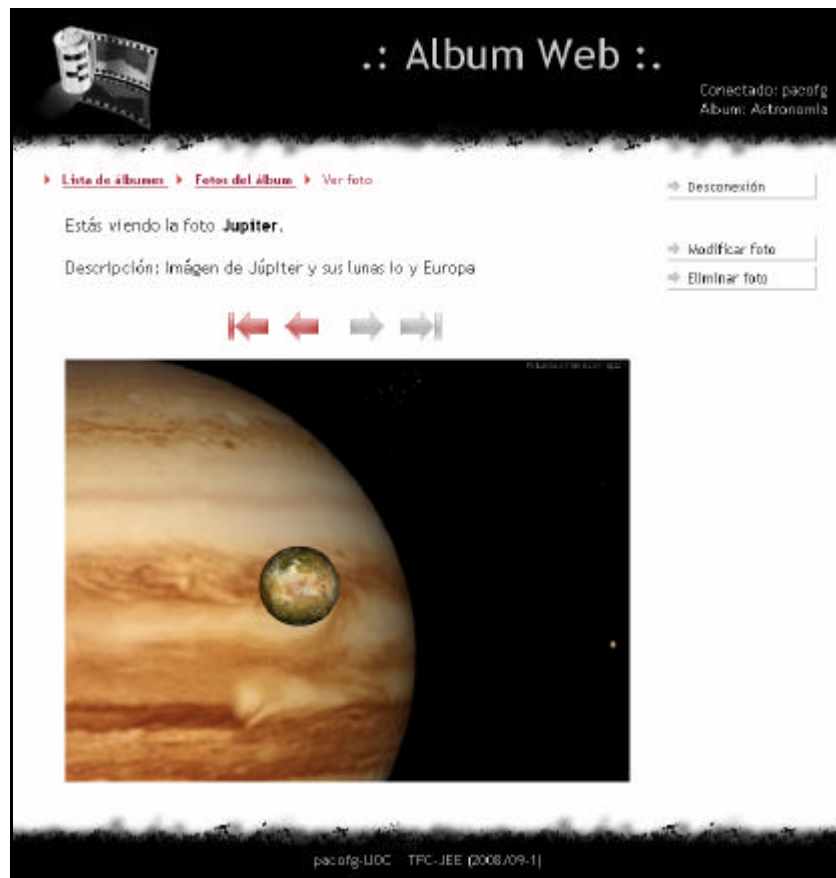 .: Album Web :.
Conectado: pacofg
Album: Astronomía
Lista de álbumes Fotos del álbum Ver foto
Desconexión
Estás viendo la foto Jupiter.
Modificar foto
Descripción: Imágen de Júpiter y sus lunas Io y Europa
Eliminar foto
pacofg-UOC TFC-JEE (2008/09-1)